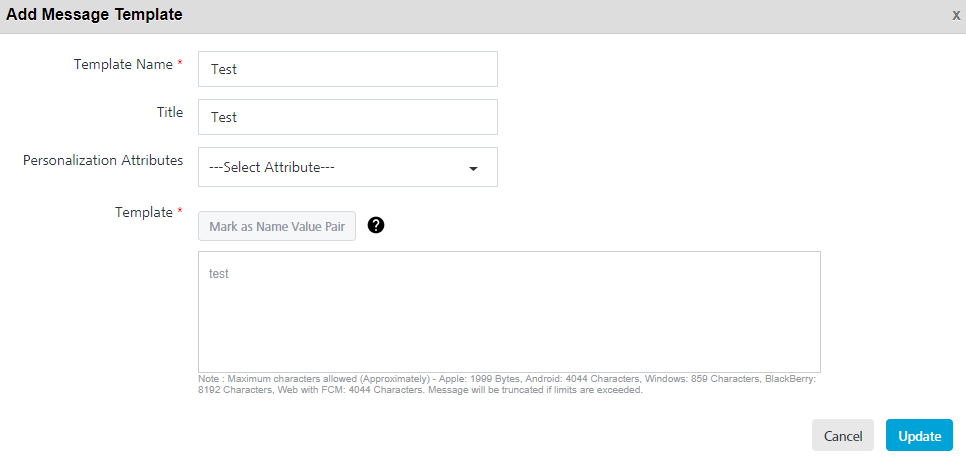 Add Message Template
x
Template Name *
Test
Title
Test
Personalization Attributes
---Select Attribute---
Template *
Mark as Name Value Pair
?
test
Note : Maximum characters allowed (Approximately) - Apple: 1999 Bytes, Android: 4044 Characters, Windows: 859 Characters, BlackBerry:
8192 Characters, Web with FCM: 4044 Characters. Message will be truncated if limits are exceeded.
Cancel
Update